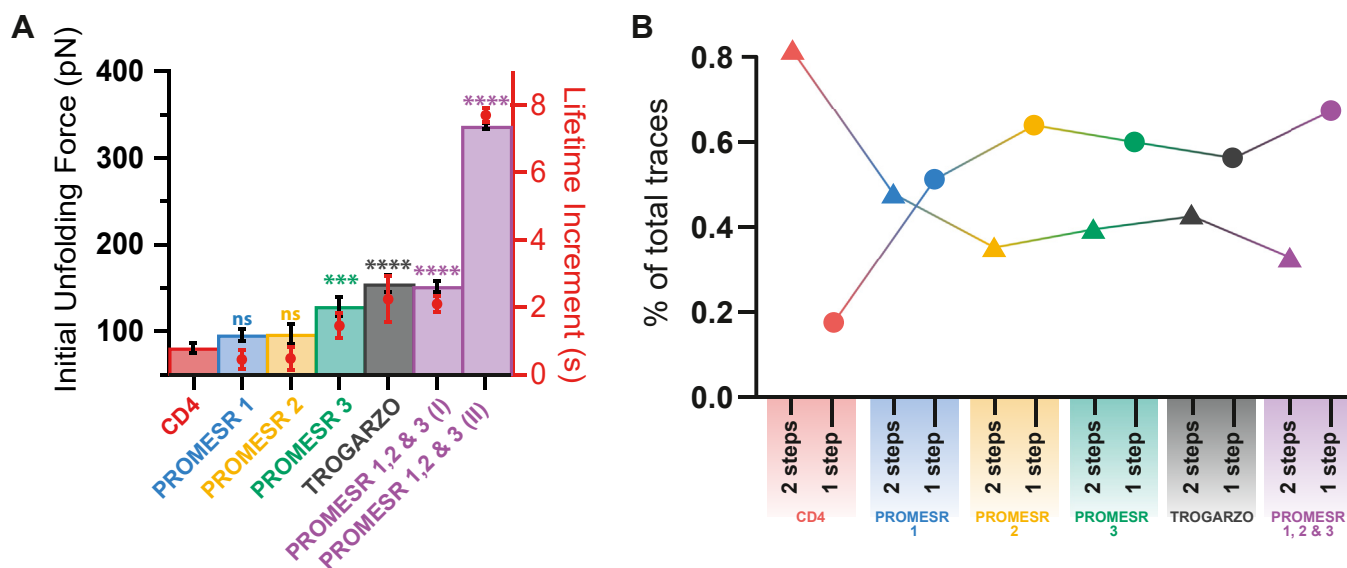 A
Initial Unfolding Force (pN)
400
300
200
100
ns
ns
***
****
****
****
8
6
4
2
0
Lifetime Increment (s)
CD4
PROMESR 1
PROMESR 2
PROMESR 3
TROGARZO
PROMESR 1,2 & 3 (I)
PROMESR 1,2 & 3 (II)
B
% of total traces
0.8
0.6
0.4
0.2
0.0
2 steps
1 step
2 steps
1 step
2 steps
1 step
2 steps
1 step
2 steps
1 step
2 steps
1 step
CD4
PROMESR
1
PROMESR
2
PROMESR
3
TROGARZO
PROMESR
1, 2 & 3